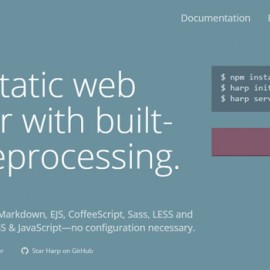 Documentation
$ npm insta
$ harp init
$ harp serv
tatic web
r with built-
eprocessing.
Markdown, EJS, CoffeeScript, Sass, LESS and
S & JavaScript—no configuration necessary.
Star Harp on GitHub